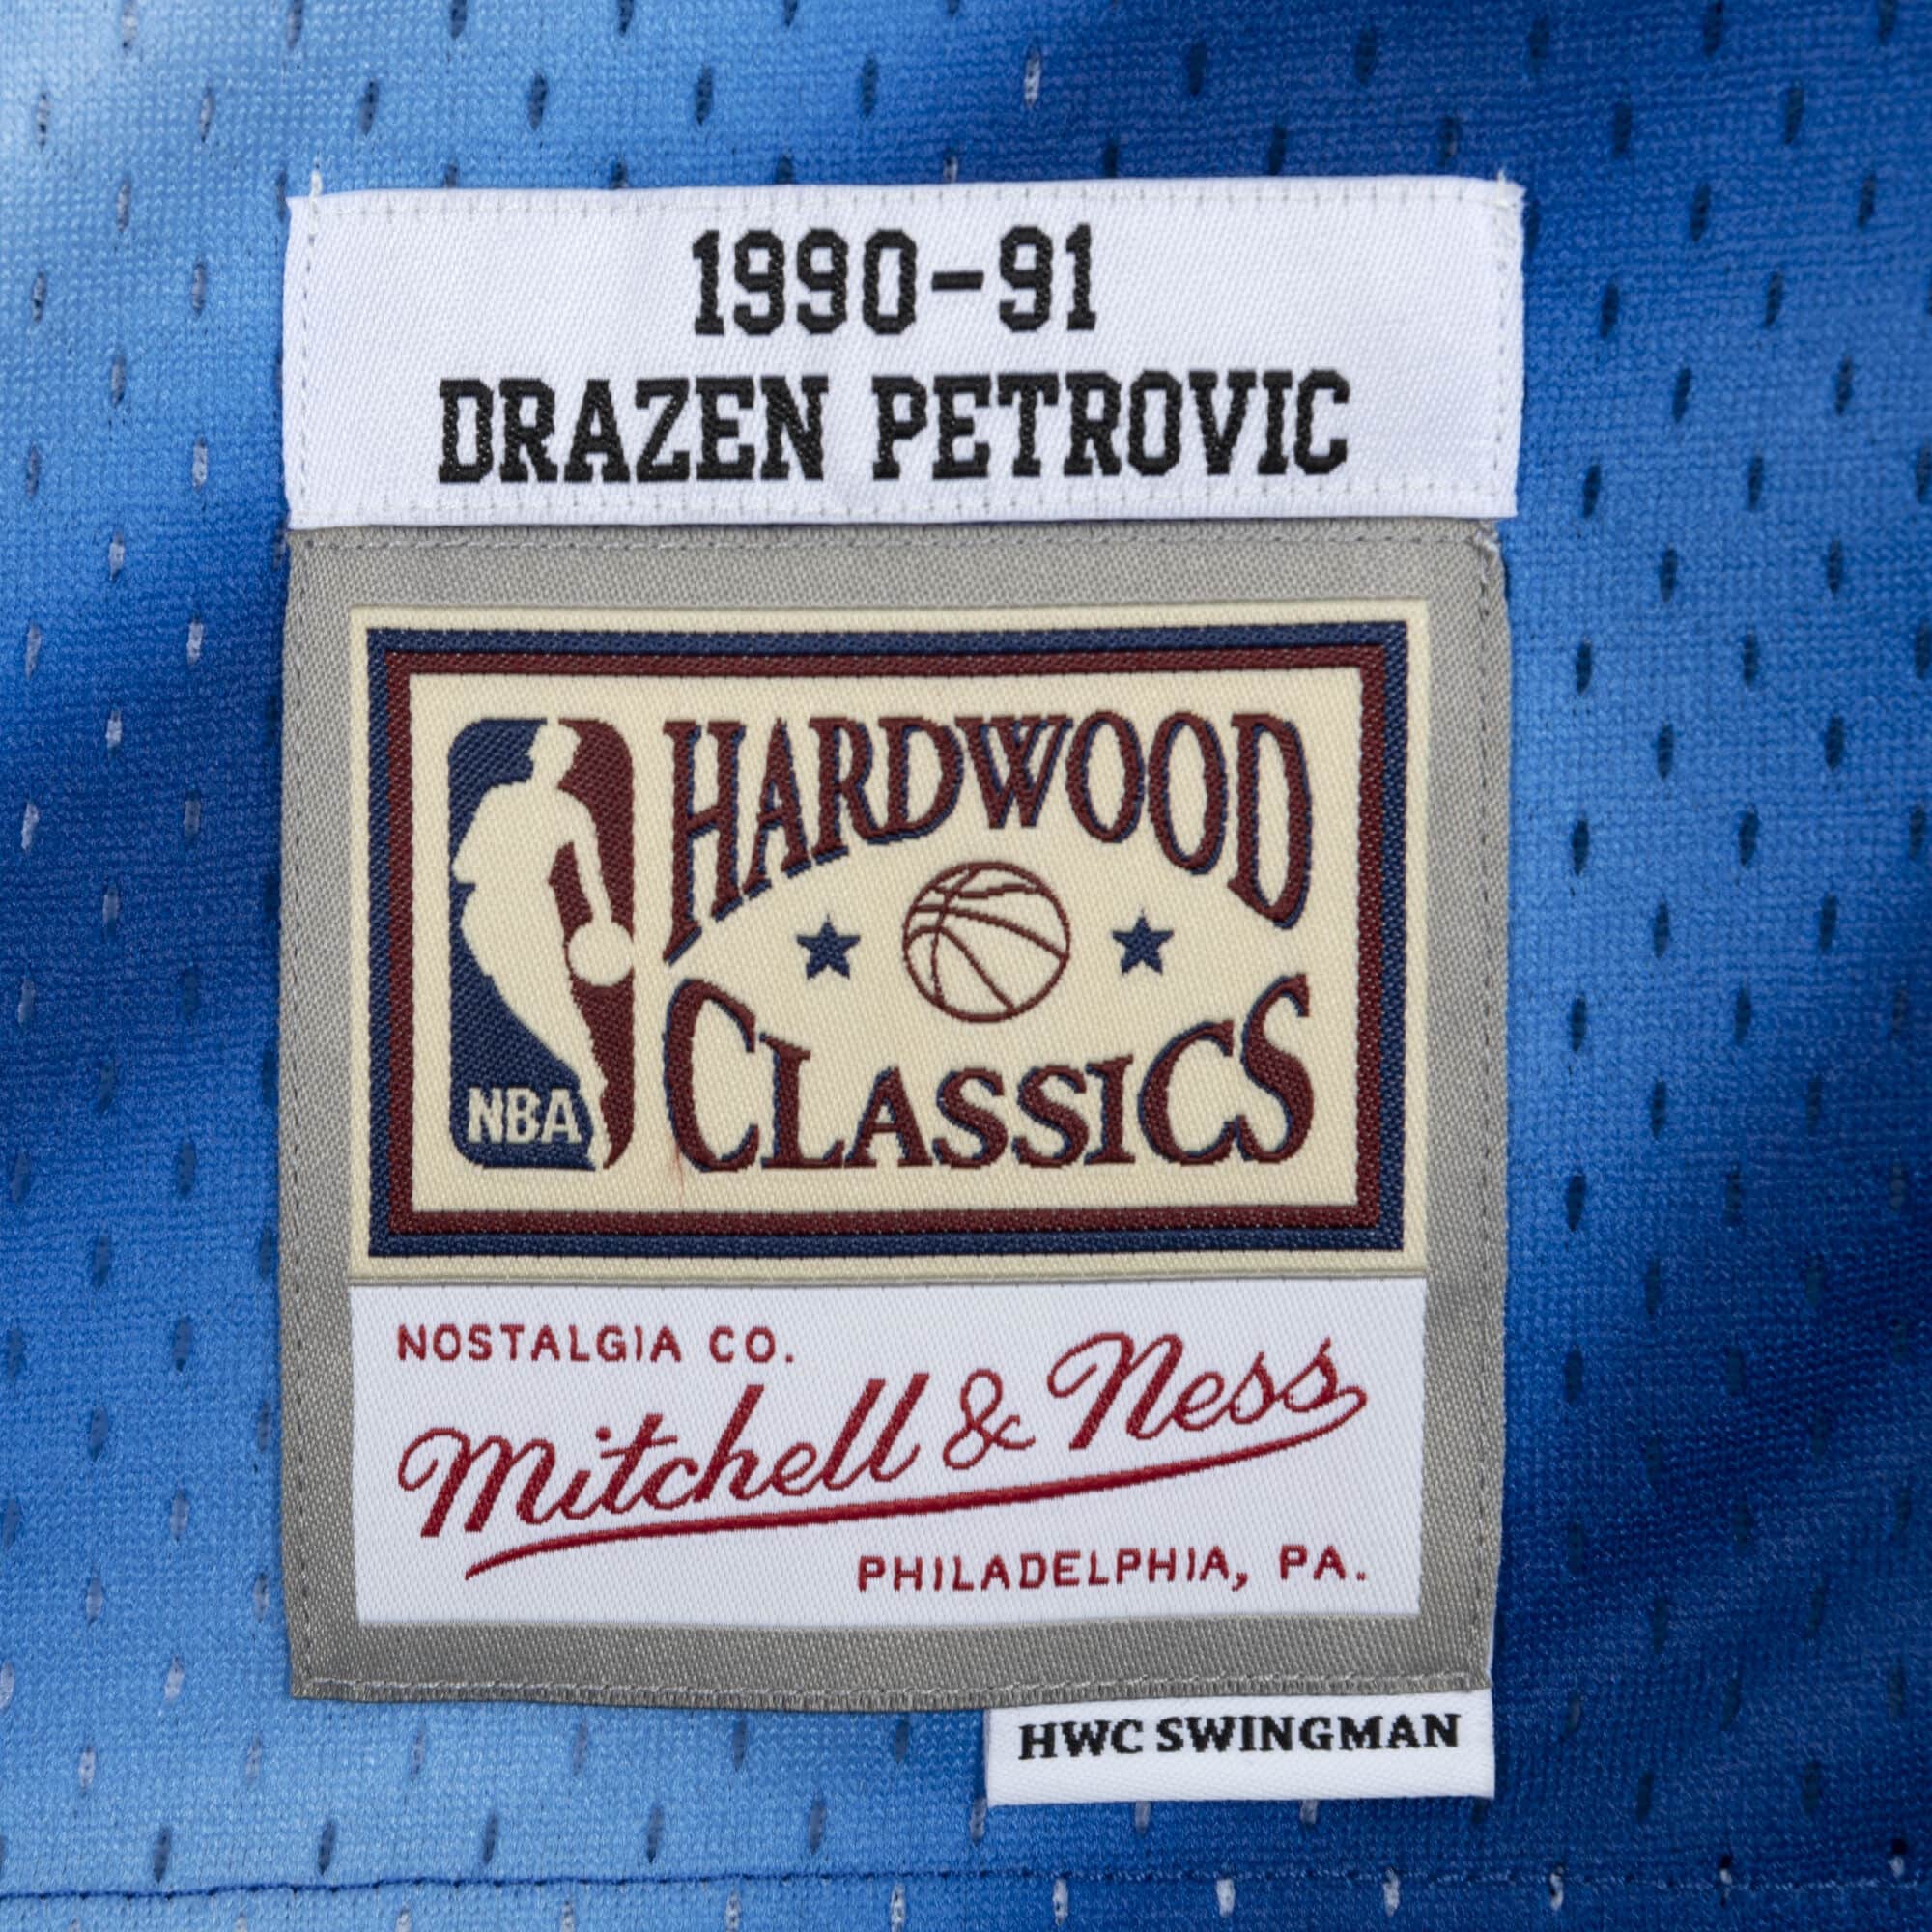 1990-91
DRAZEN PETROVIC
HARDWOOD
CLASSICS
NBA
NOSTALGIA CO.
Mitchell & Ness
PHILADELPHIA, PA.
HWC SWINGMAN